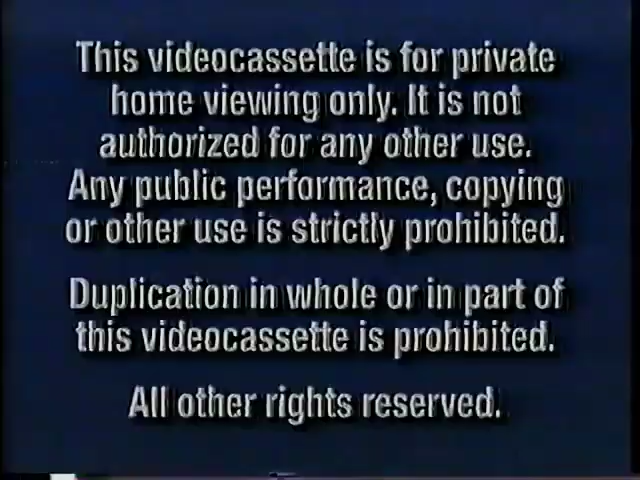 This videocassette is for private
home viewing only. It is not
authorized for any other use.
Any public performance, copying
or other use is strictly prohibited.
Duplication in whole or in part of
this videocassette is prohibited.
All other rights reserved.